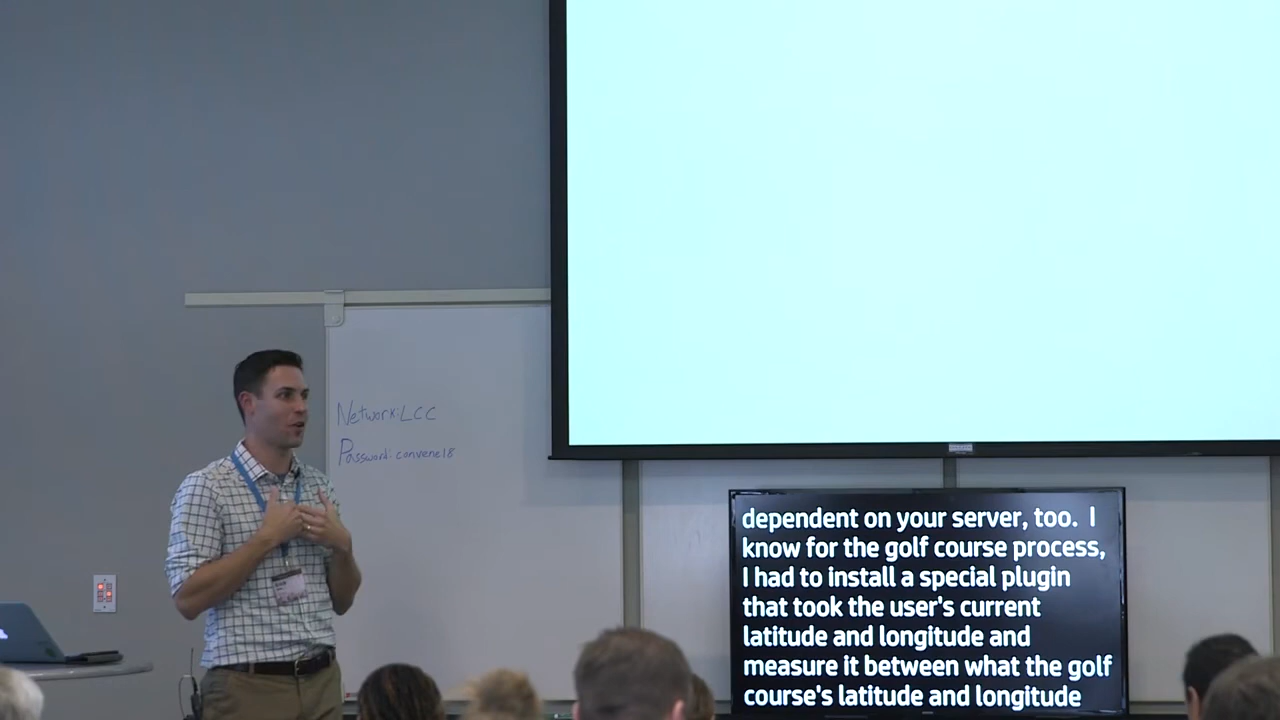 Network: LCC
Password: convene18
dependent on your server, too. I
know for the golf course process,
I had to install a special plugin
that took the user's current
latitude and longitude and
measure it between what the golf
course's latitude and longitude